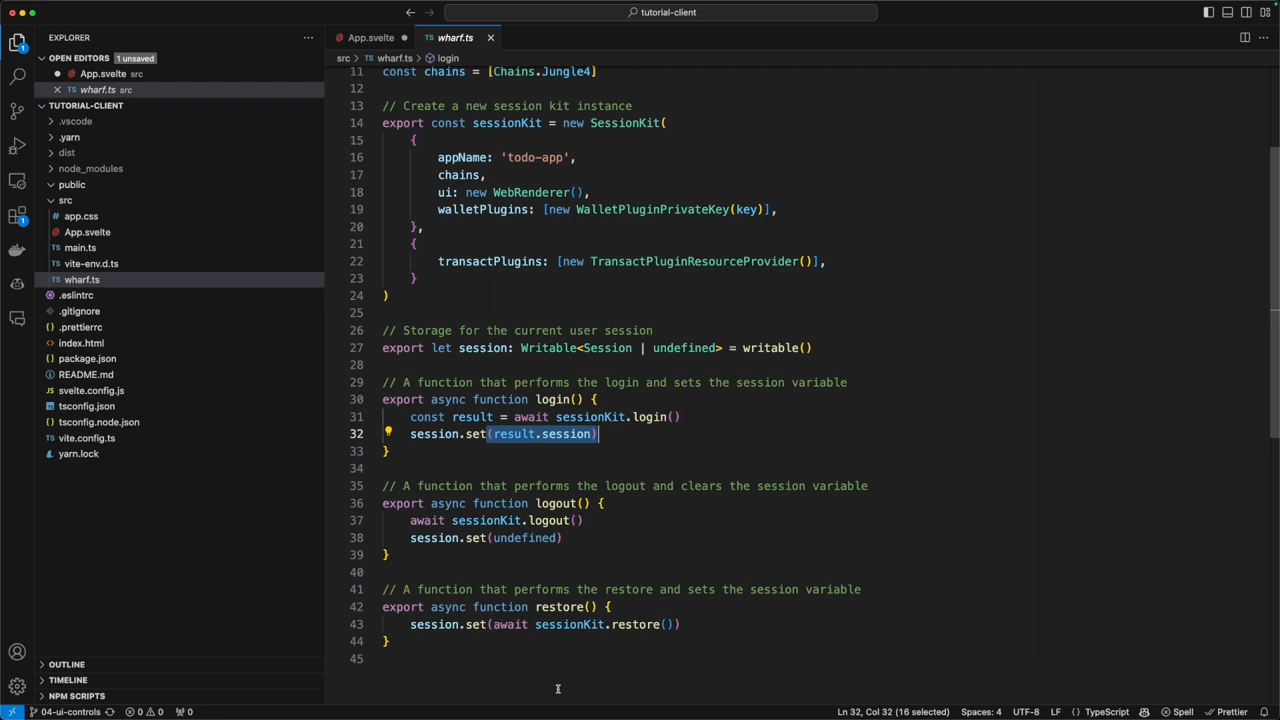 tutorial-client
EXPLORER
OPEN EDITORS 1 unsaved
App.svelte src
wharf.ts src
TUTORIAL-CLIENT
.vscode
.yarn
dist
node_modules
public
src
app.css
App.svelte
main.ts
vite-env.d.ts
wharf.ts
.eslintrc
.gitignore
.prettierrc
index.html
package.json
README.md
svelte.config.js
tsconfig.json
tsconfig.node.json
vite.config.ts
yarn.lock
OUTLINE
TIMELINE
NPM SCRIPTS
App.svelte
wharf.ts
src > TS wharf.ts > login
11 const chains = [Chains.Jungle4]
12
13 // Create a new session kit instance
14 export const sessionKit = new SessionKit(
15 {
16 appName: 'todo-app',
17 chains,
18 ui: new WebRenderer(),
19 walletPlugins: [new WalletPluginPrivateKey(key)],
20 },
21 {
22 transactPlugins: [new TransactPluginResourceProvider()],
23 }
24 )
25
26 // Storage for the current user session
27 export let session: Writable<Session | undefined> = writable()
28
29 // A function that performs the login and sets the session variable
30 export async function login() {
31 const result = await sessionKit.login()
32 session.set(result.session)
33 }
34
35 // A function that performs the logout and clears the session variable
36 export async function logout() {
37 await sessionKit.logout()
38 session.set(undefined)
39 }
40
41 // A function that performs the restore and sets the session variable
42 export async function restore() {
43 session.set(await sessionKit.restore())
44 }
45
04-ui-controls 0 0 0 Ln 32, Col 32 (16 selected) Spaces: 4 UTF-8 LF {} TypeScript Spell Prettier